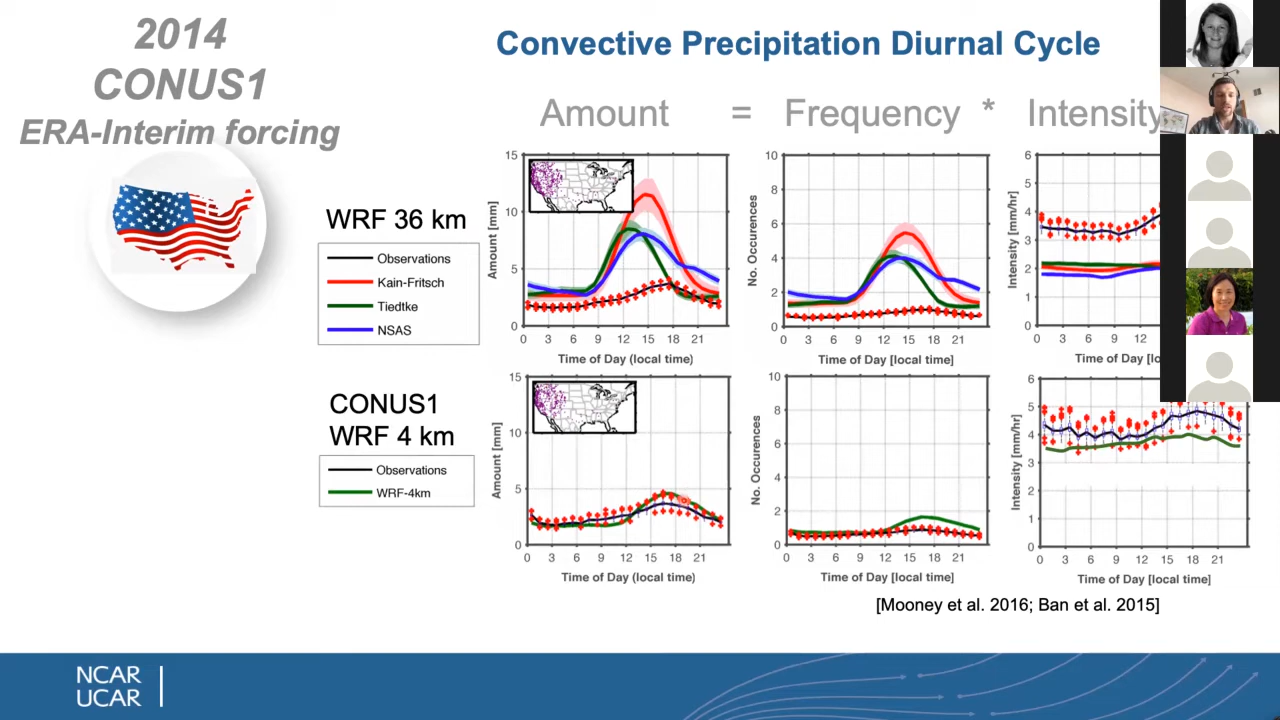 2014
CONUS1
ERA-Interim forcing
Convective Precipitation Diurnal Cycle
Amount = Frequency * Intensity
WRF 36 km
Observations
Kain-Fritsch
Tiedtke
NSAS
15
10
5
0
Amount [mm]
0 3 6 9 12 15 18 21
Time of Day (local time)
10
8
6
4
2
0
No. Occurences
0 3 6 9 12 15 18 21
Time of Day [local time]
6
5
4
3
2
1
0
Intensity [mm/hr]
0 3 6 9 12
Time of Day [lo
CONUS1
WRF 4 km
Observations
WRF-4km
15
10
5
0
Amount [mm]
0 3 6 9 12 15 18 21
Time of Day (local time)
10
8
6
4
2
0
No. Occurences
0 3 6 9 12 15 18 21
Time of Day [local time]
6
5
4
3
2
1
0
Intensity [mm/hr]
0 3 6 9 12 15 18 21
Time of Day [local time]
[Mooney et al. 2016; Ban et al. 2015]
NCAR
UCAR